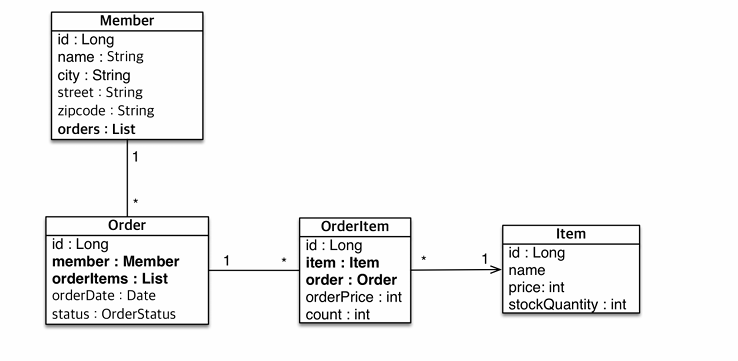 Member
id : Long
name : String
city : String
street : String
zipcode : String
orders : List
1
*
Order
id : Long
member : Member
orderItems : List
orderDate : Date
status : OrderStatus
1
*
OrderItem
id : Long
item : Item
order : Order
orderPrice : int
count : int
*
1
Item
id : Long
name
price: int
stockQuantity : int